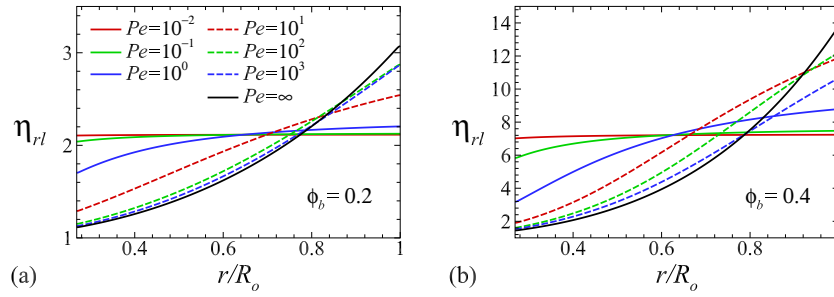 Pe=10⁻² Pe=10¹
Pe=10⁻¹ Pe=10²
Pe=10⁰ Pe=10³
Pe=∞
3
2
1
η_rl
ϕ_b = 0.2
0.4 0.6 0.8 1
(a) r/R_o
14
12
10
8
6
4
2
η_rl
ϕ_b = 0.4
0.4 0.6 0.8
(b) r/R_o